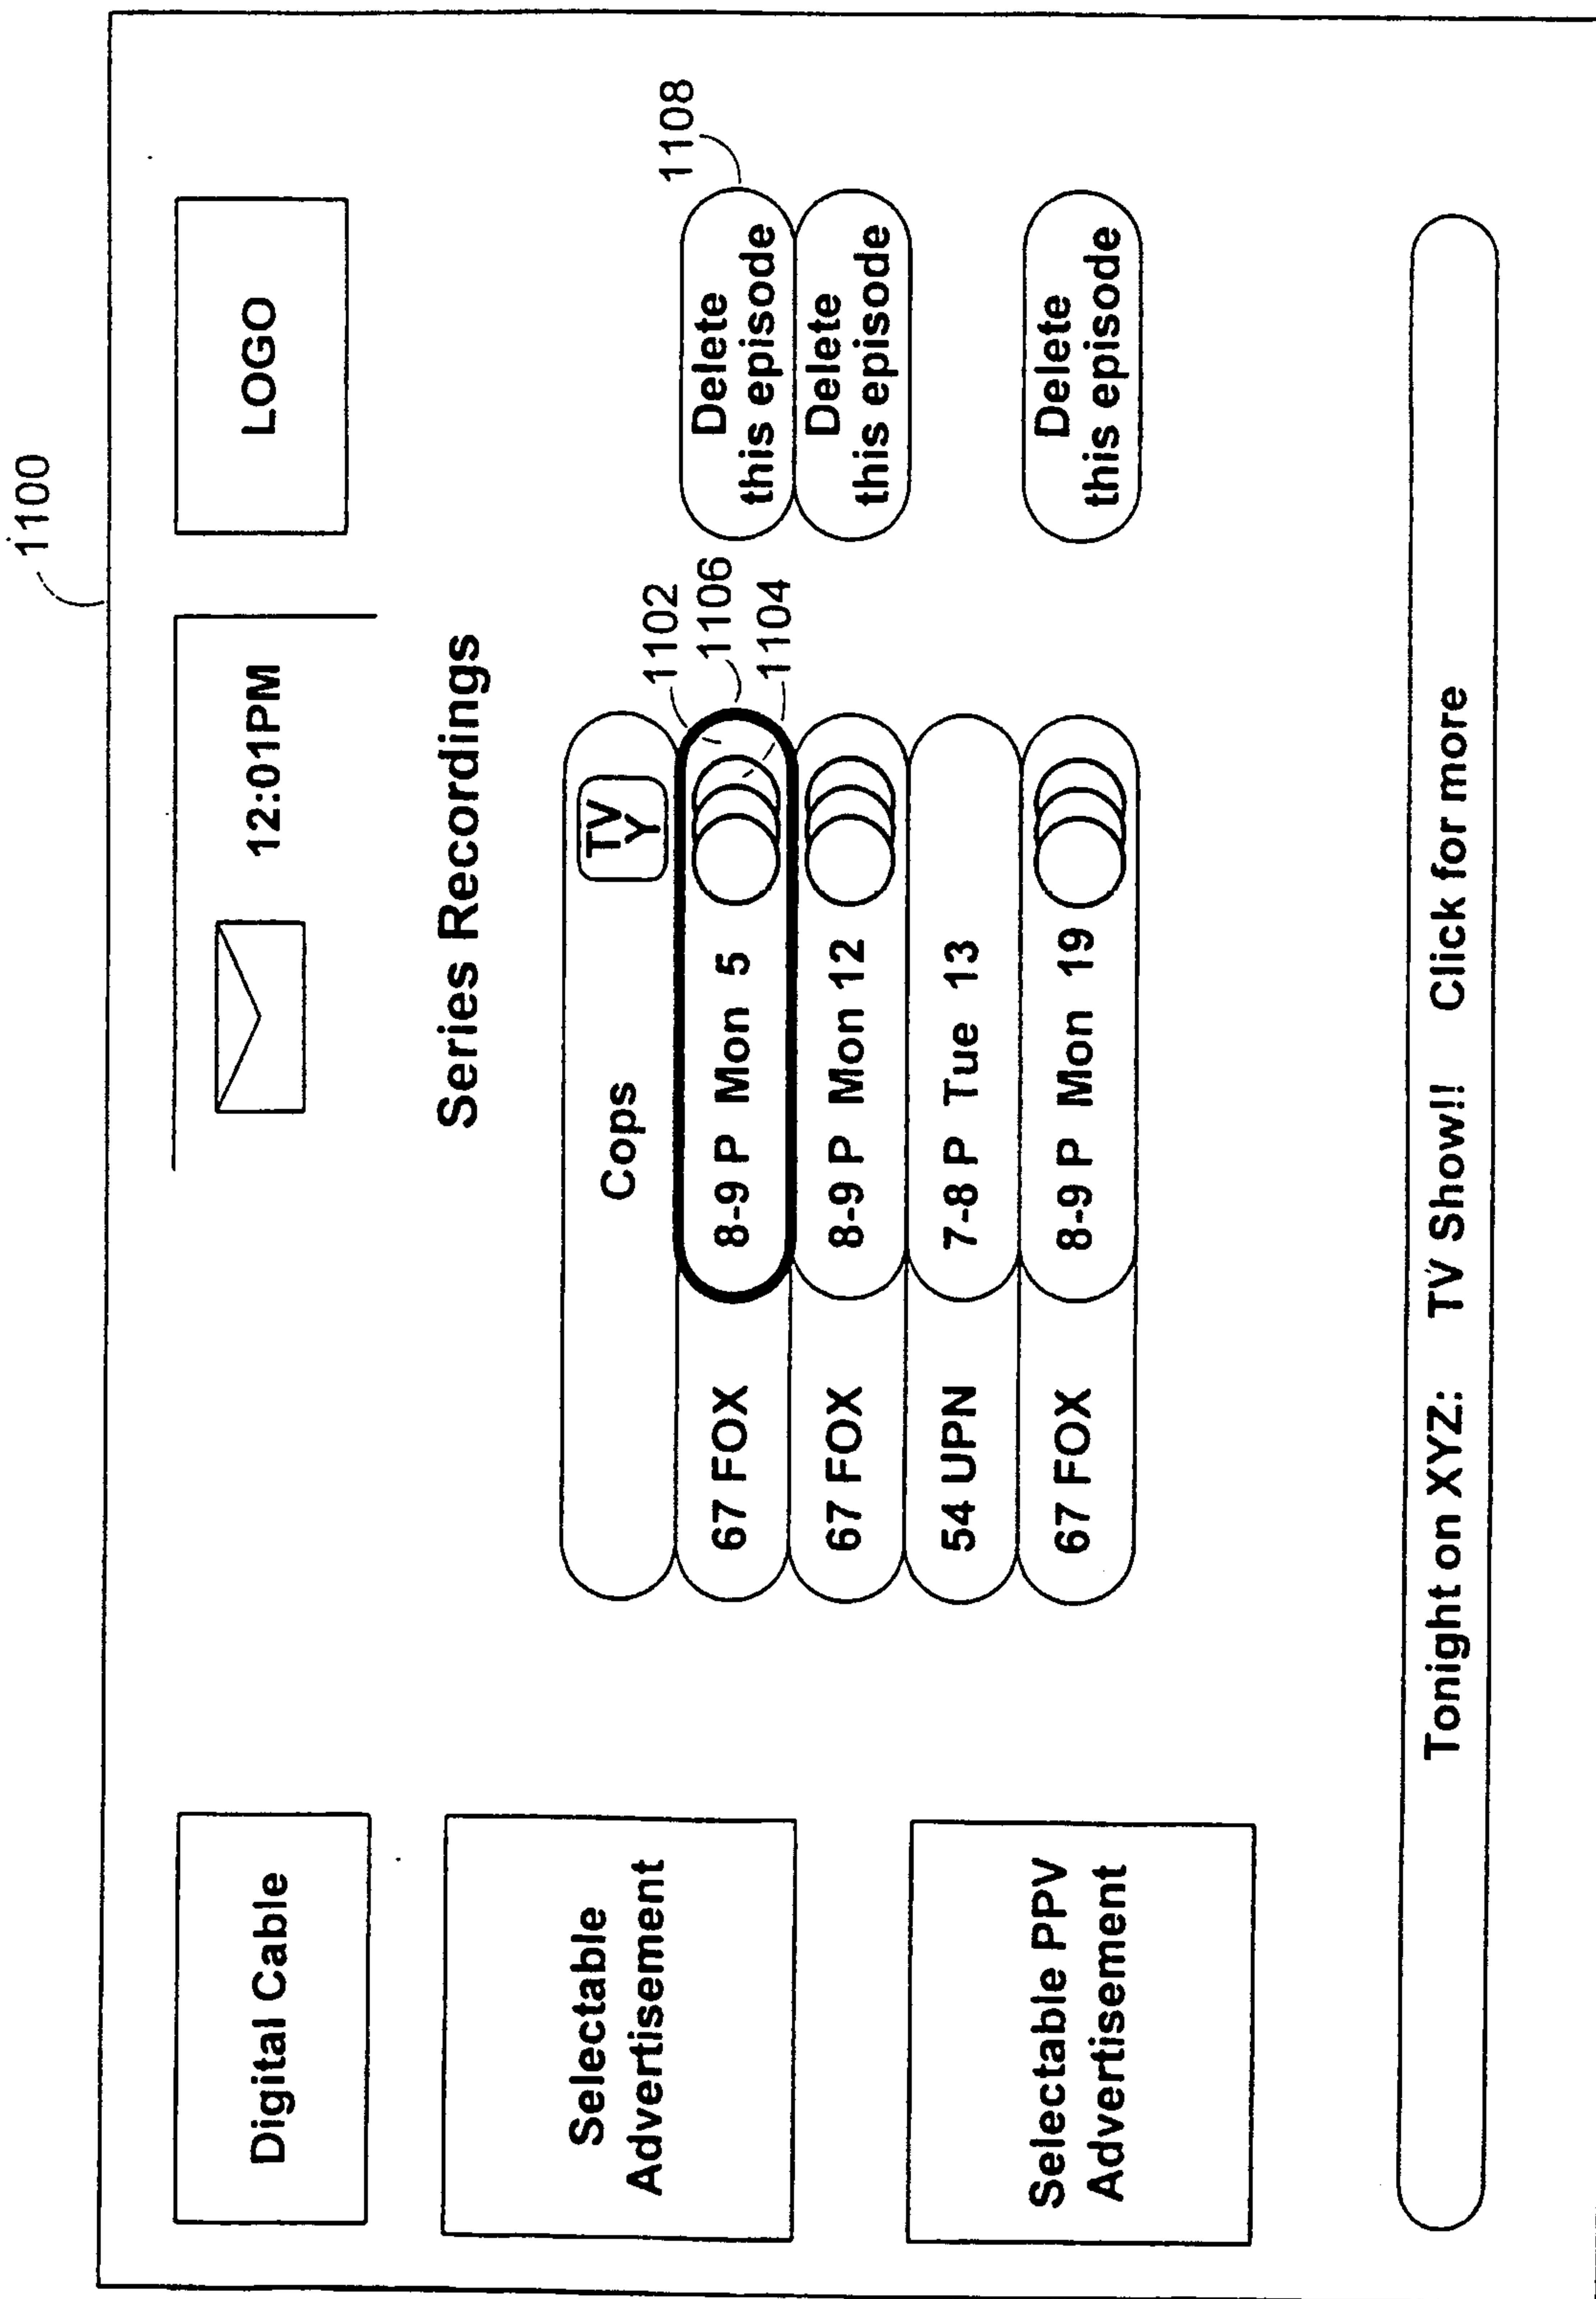 1100
Digital Cable
12:01PM
LOGO
Series Recordings
Selectable
Advertisement
Selectable PPV
Advertisement
Cops
TV
Y
1102
1106
1104
1108
67 FOX 8-9 P Mon 5
Delete
this episode
67 FOX 8-9 P Mon 12
Delete
this episode
54 UPN 7-8 P Tue 13
67 FOX 8-9 P Mon 19
Delete
this episode
Tonight on XYZ: TV Show!! Click for more